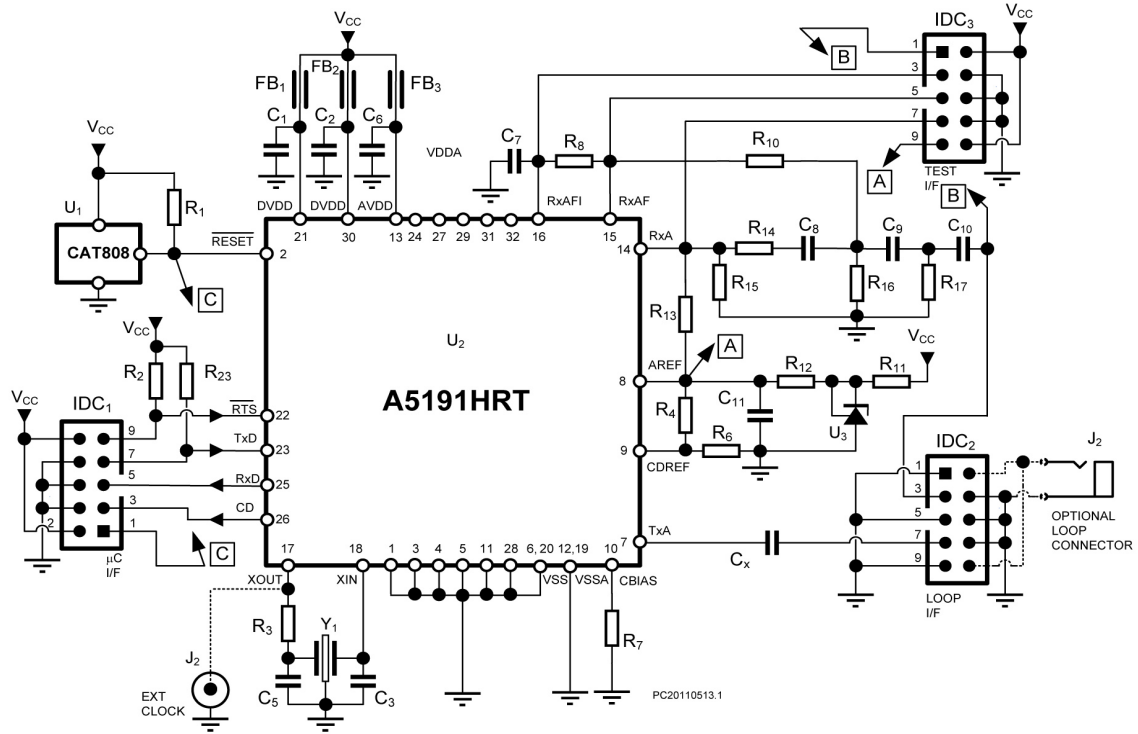 VCC
IDC3
VCC
B
1
3
5
7
9
TEST
I/F
A
B
FB1
FB2
FB3
C1
C2
C6
VDDA
C7
R8
R10
VCC
R1
U1
CAT808
C
DVDD
DVDD
AVDD
RxAFI
RxAF
21
30
13
24
27
29
31
32
16
15
RESET
2
14
RxA
R14
C8
C9
C10
R15
R16
R17
R13
U2
A5191HRT
A
AREF
8
R12
R11
VCC
R4
C11
U3
R6
9
CDREF
VCC
R2
R23
VCC
IDC1
9
7
5
3
1
2
µC
I/F
RTS
22
TxD
23
RxD
25
CD
26
C
IDC2
1
3
5
7
9
LOOP
I/F
J2
OPTIONAL
LOOP
CONNECTOR
7
TxA
Cx
17
18
1
3
4
5
11
28
6, 20
12,19
10
XOUT
XIN
VSS
VSSA
CBIAS
R3
Y1
C5
C3
R7
J2
EXT
CLOCK
PC20110513.1